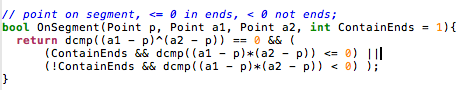 // point on segment, <= 0 in ends, < 0 not ends;
bool OnSegment(Point p, Point a1, Point a2, int ContainEnds = 1){
return dcmp((a1 - p)^(a2 - p)) == 0 && (
(ContainEnds && dcmp((a1 - p)*(a2 - p)) <= 0) ||
(!ContainEnds && dcmp((a1 - p)*(a2 - p)) < 0) );
}